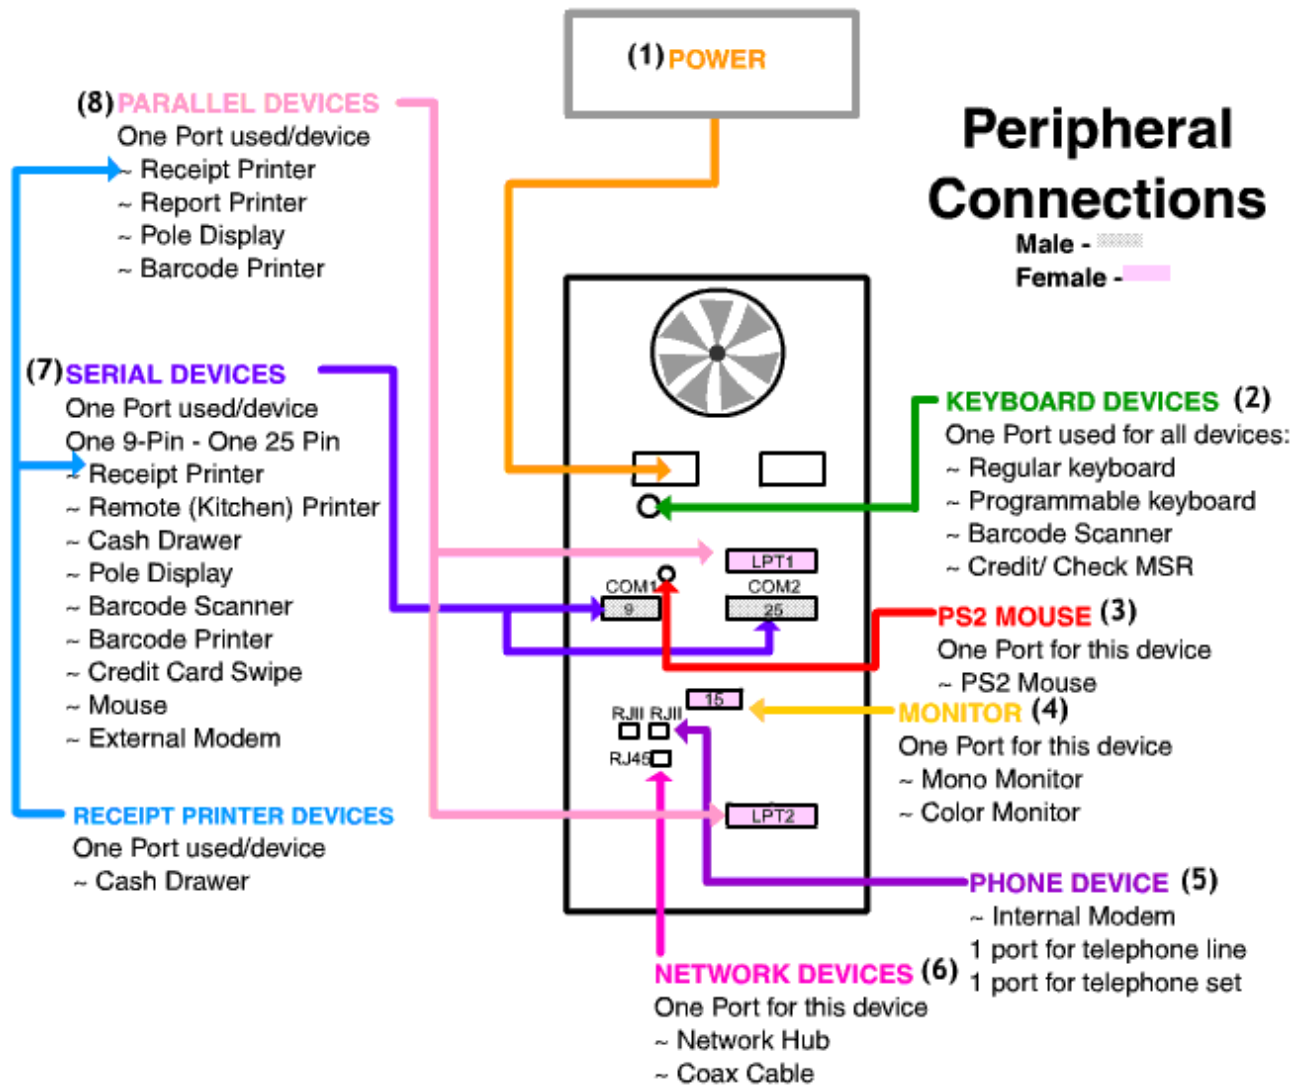 (1) POWER
Peripheral
Connections
Male -
Female -
(8) PARALLEL DEVICES
One Port used/device
~ Receipt Printer
~ Report Printer
~ Pole Display
~ Barcode Printer
(7) SERIAL DEVICES
One Port used/device
One 9-Pin - One 25 Pin
~ Receipt Printer
~ Remote (Kitchen) Printer
~ Cash Drawer
~ Pole Display
~ Barcode Scanner
~ Barcode Printer
~ Credit Card Swipe
~ Mouse
~ External Modem
RECEIPT PRINTER DEVICES
One Port used/device
~ Cash Drawer
LPT1
COM1
COM2
9
25
15
RJII RJII
RJ45
LPT2
KEYBOARD DEVICES (2)
One Port used for all devices:
~ Regular keyboard
~ Programmable keyboard
~ Barcode Scanner
~ Credit/ Check MSR
PS2 MOUSE (3)
One Port for this device
~ PS2 Mouse
MONITOR (4)
One Port for this device
~ Mono Monitor
~ Color Monitor
PHONE DEVICE (5)
~ Internal Modem
1 port for telephone line
1 port for telephone set
NETWORK DEVICES (6)
One Port for this device
~ Network Hub
~ Coax Cable